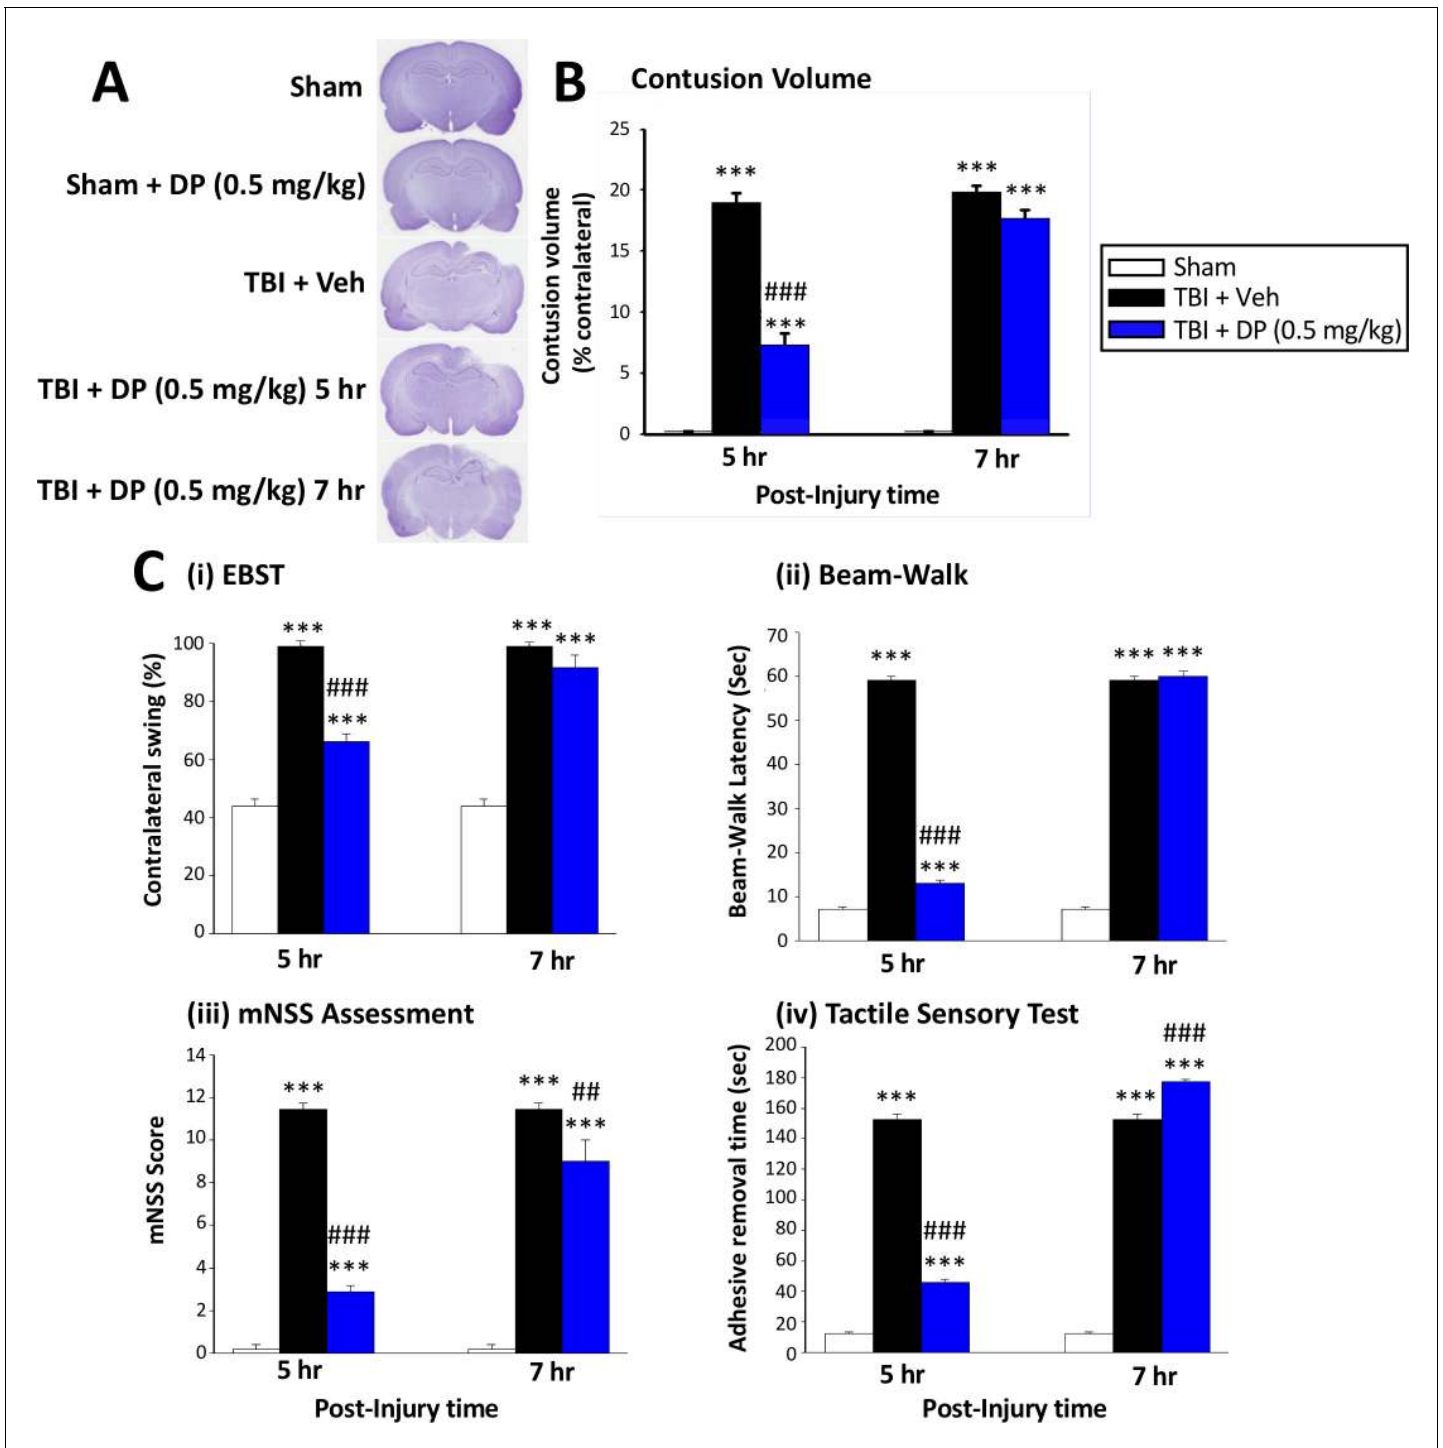 A
Sham
Sham + DP (0.5 mg/kg)
TBI + Veh
TBI + DP (0.5 mg/kg) 5 hr
TBI + DP (0.5 mg/kg) 7 hr
B Contusion Volume
Contusion volume
(% contralateral)
25
20
15
10
5
0
***
###
***
***
***
5 hr
7 hr
Post-Injury time
Sham
TBI + Veh
TBI + DP (0.5 mg/kg)
C (i) EBST
Contralateral swing (%)
100
80
60
40
20
0
***
###
***
***
***
5 hr
7 hr
(ii) Beam-Walk
Beam-Walk Latency (Sec)
70
60
50
40
30
20
10
0
***
###
***
***
***
5 hr
7 hr
(iii) mNSS Assessment
mNSS Score
14
12
10
8
6
4
2
0
***
###
***
***
##
***
5 hr
7 hr
Post-Injury time
(iv) Tactile Sensory Test
Adhesive removal time (sec)
200
180
160
140
120
100
80
60
40
20
0
***
###
***
***
###
***
5 hr
7 hr
Post-Injury time